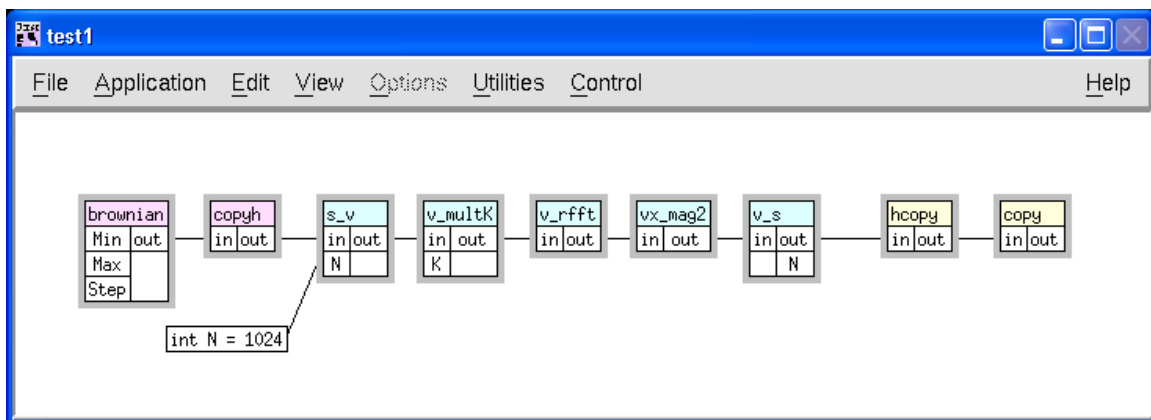 test1
File Application Edit View Options Utilities Control Help
brownian copyh s_v v_multK v_rfft vx_mag2 v_s hcopy copy
Min out in out in out in out in out in out in out in out in out
Max N K N
Step
int N = 1024